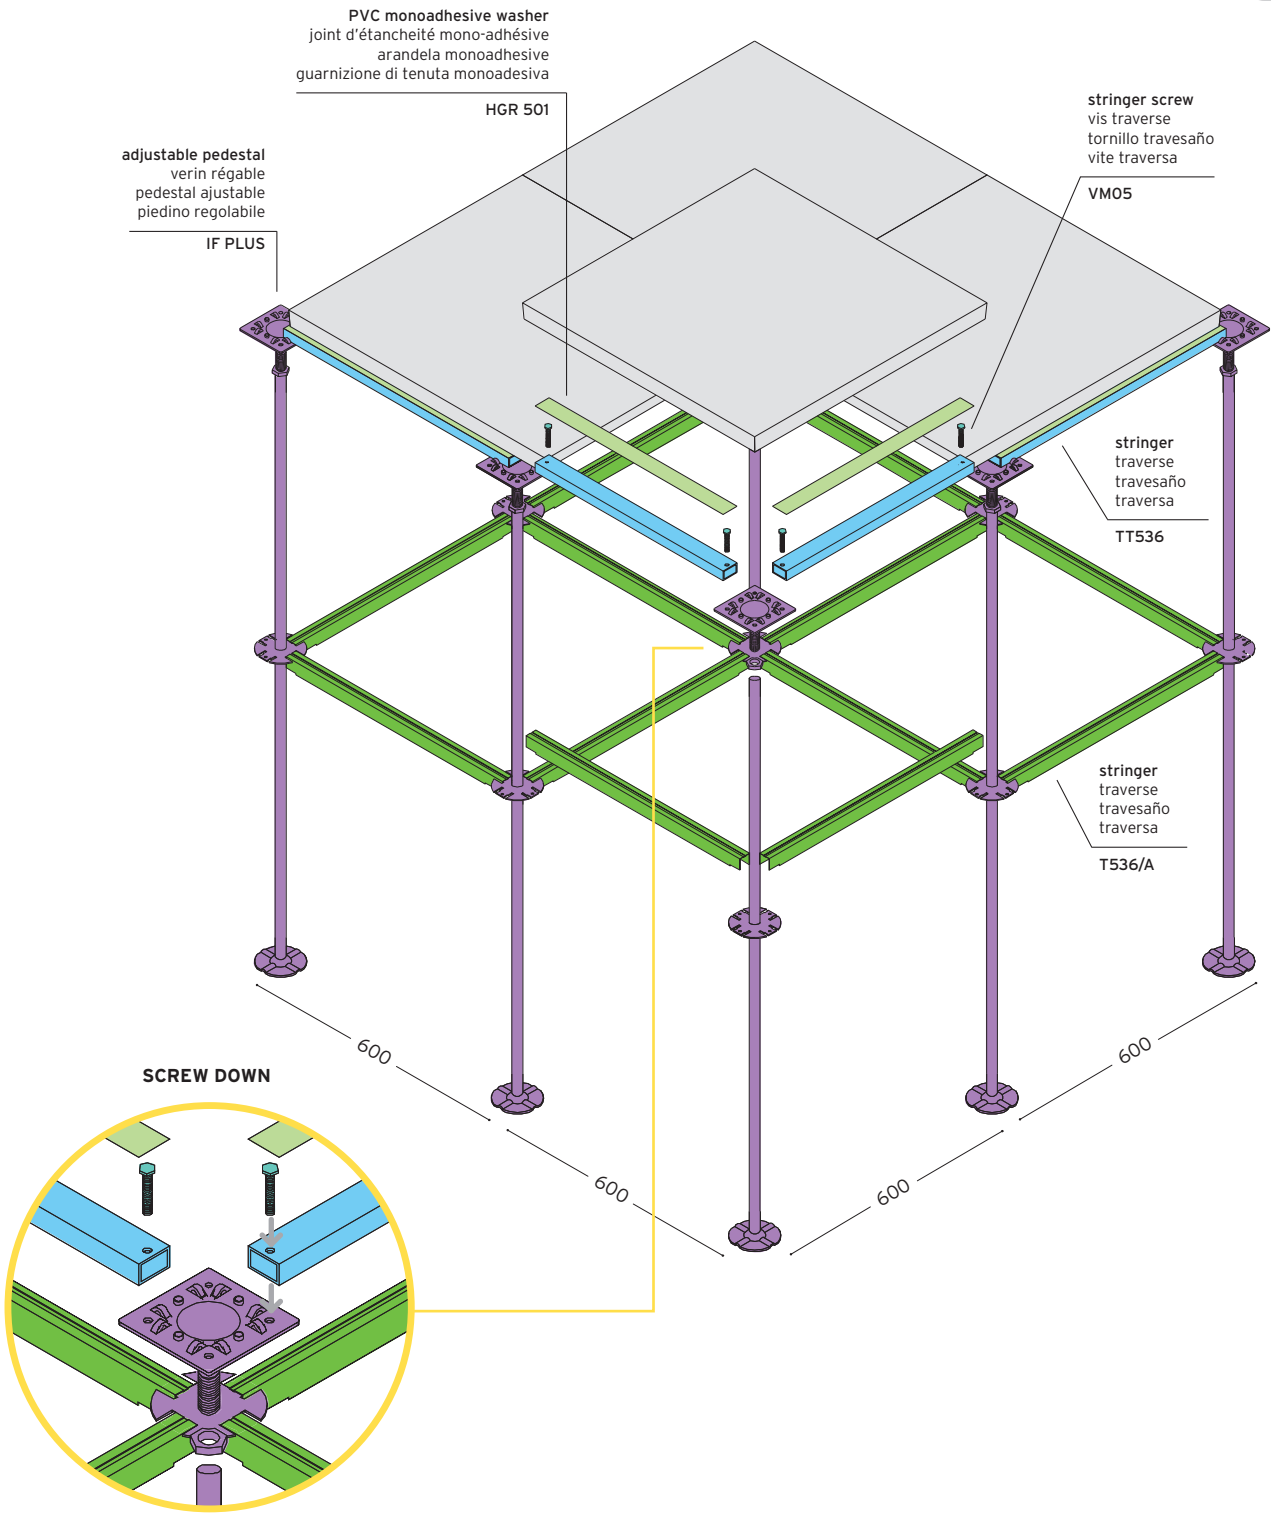 PVC monoadhesive washer
joint d'étancheité mono-adhésive
arandela monoadhesive
guarnizione di tenuta monoadesiva
HGR 501
stringer screw
vis traverse
tornillo travesaño
vite traversa
VM05
adjustable pedestal
verin régable
pedestal ajustable
piedino regolabile
IF PLUS
stringer
traverse
travesaño
traversa
TT536
stringer
traverse
travesaño
traversa
T536/A
600
600
600
600
SCREW DOWN